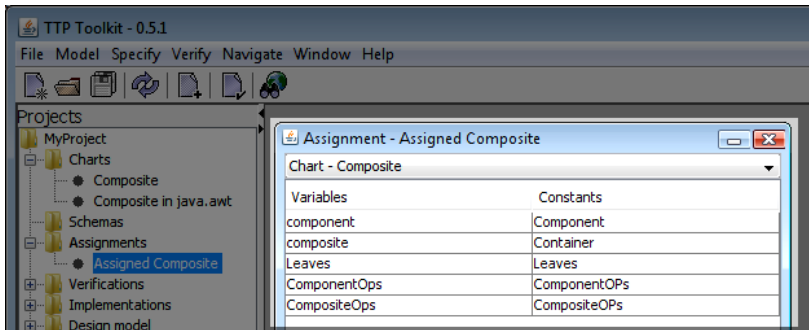 TTP Toolkit - 0.5.1
File Model Specify Verify Navigate Window Help
Projects
MyProject
Charts
Composite
Composite in java.awt
Schemas
Assignments
Assigned Composite
Verifications
Implementations
Design model
Assignment - Assigned Composite
Chart - Composite
Variables Constants
component Component
composite Container
Leaves Leaves
ComponentOps ComponentOPs
CompositeOps CompositeOPs